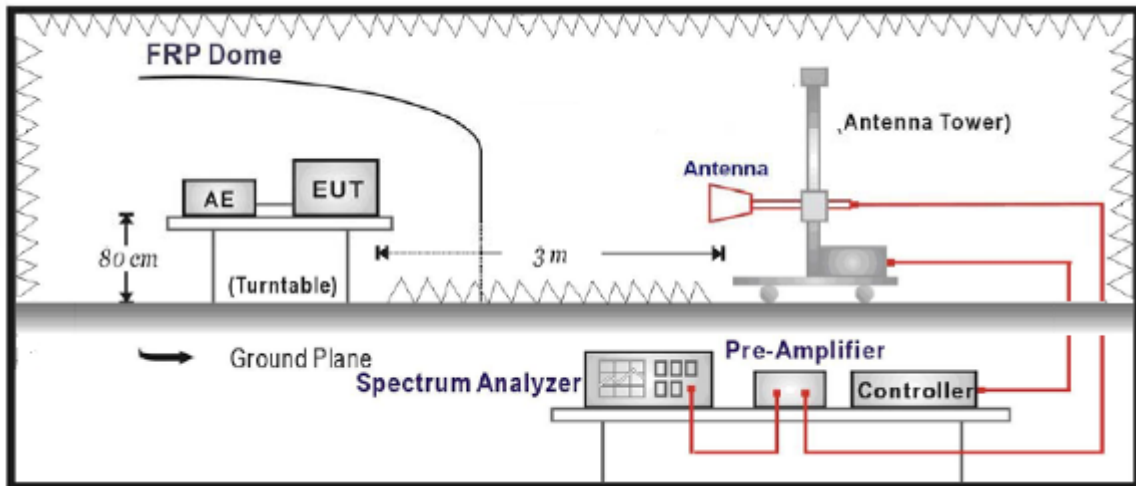 FRP Dome
(Antenna Tower)
Antenna
AE
EUT
80 cm
3 m
(Turntable)
Ground Plane
Pre-Amplifier
Spectrum Analyzer
Controller